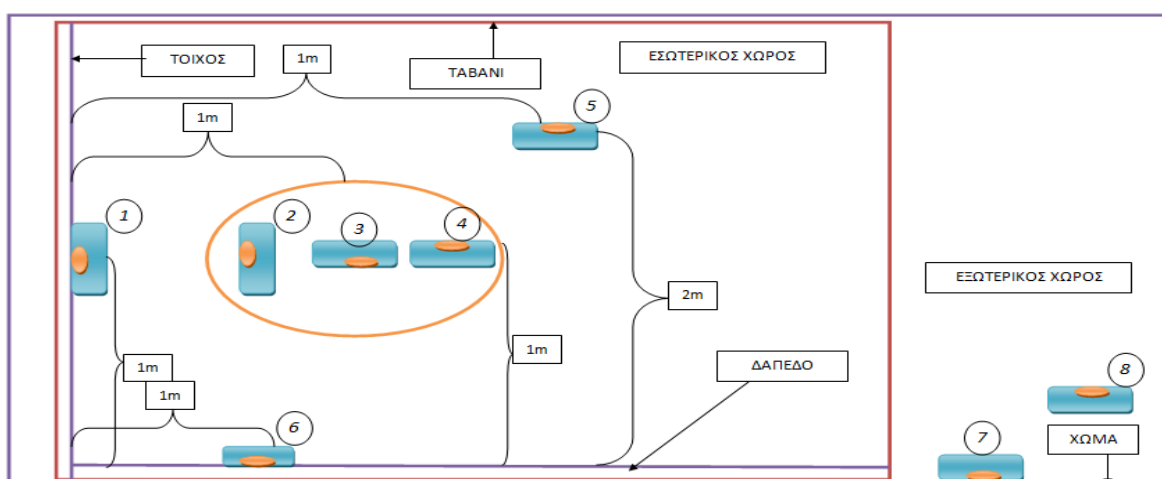 ΤΟΙΧΟΣ
1m
ΤΑΒΑΝΙ
ΕΣΩΤΕΡΙΚΟΣ ΧΩΡΟΣ
5
1m
1
2
3
4
ΕΞΩΤΕΡΙΚΟΣ ΧΩΡΟΣ
2m
1m
1m
1m
ΔΑΠΕΔΟ
8
6
7
ΧΩΜΑ